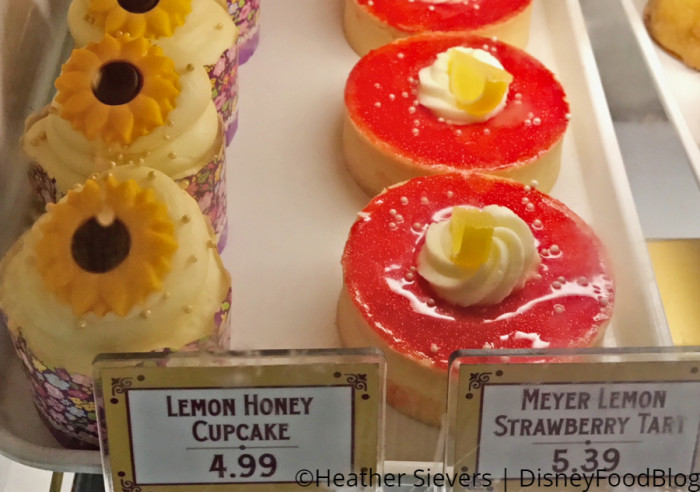 LEMON HONEY
CUPCAKE
4.99
MEYER LEMON
STRAWBERRY TART
5.39
©Heather Sievers | DisneyFoodBlog